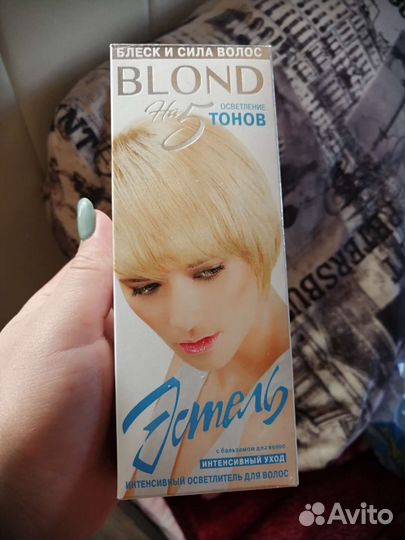 БЛЕСК И СИЛА ВОЛОС
BLOND
На 5
ОСВЕТЛЕНИЕ
ТОНОВ
Эстель
с бальзамом для волос
ИНТЕНСИВНЫЙ УХОД
ИНТЕНСИВНЫЙ ОСВЕТЛИТЕЛЬ ДЛЯ ВОЛОС
TERSBU
Avito